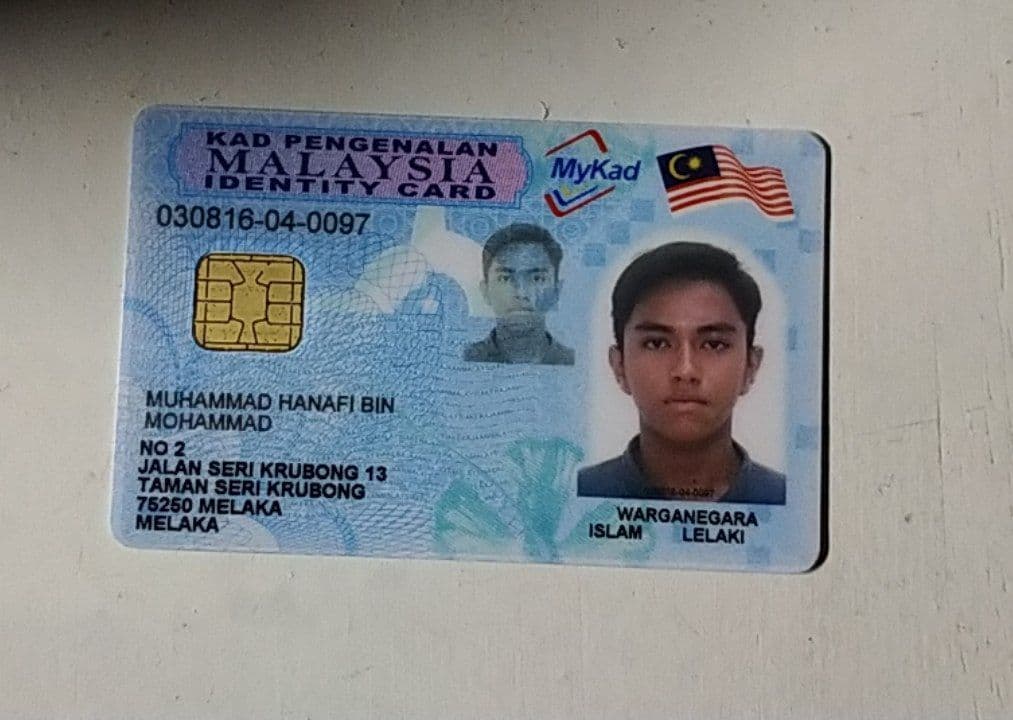 KAD PENGENALAN
MALAYSIA
IDENTITY CARD
MyKad
030816-04-0097
MUHAMMAD HANAFI BIN
MOHAMMAD
NO 2
JALAN SERI KRUBONG 13
TAMAN SERI KRUBONG
75250 MELAKA
MELAKA
030816-04-0097
WARGANEGARA
ISLAM LELAKI